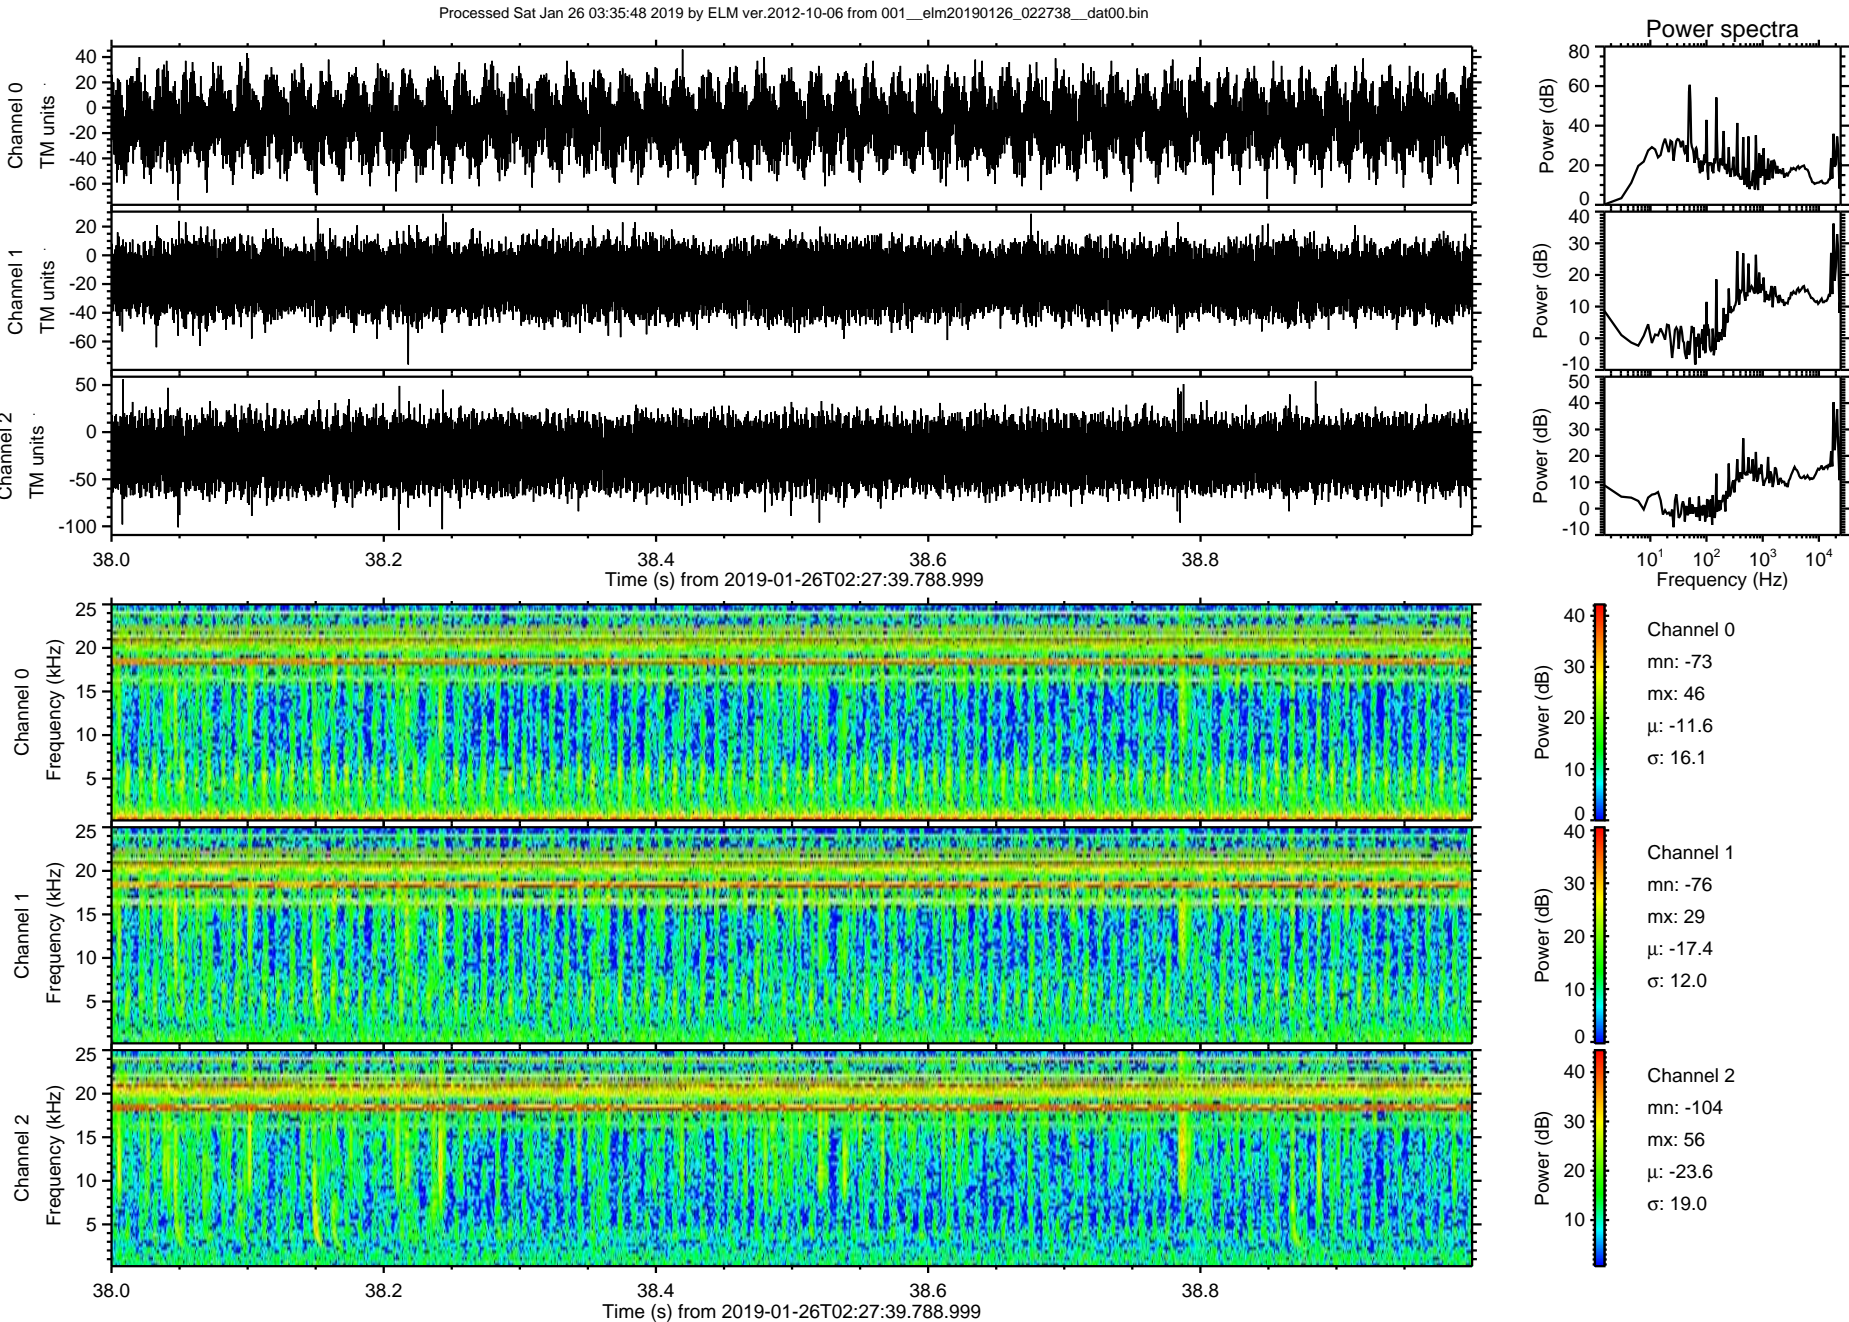 Processed Sat Jan 26 03:35:48 2019 by ELM ver.2012-10-06 from 001__elm20190126_022738__dat00.bin
Power spectra
Channel 0
TM units
40
20
0
-20
-40
-60
Power (dB)
80
60
40
20
0
Channel 1
TM units
20
0
-20
-40
-60
Power (dB)
40
30
20
10
0
-10
Channel 2
TM units
50
0
-50
-100
Power (dB)
50
40
30
20
10
0
-10
38.0 38.2 38.4 38.6 38.8
Time (s) from 2019-01-26T02:27:39.788.999
10^1 10^2 10^3 10^4
Frequency (Hz)
Channel 0
Frequency (kHz)
25
20
15
10
5
Power (dB)
40
30
20
10
0
Channel 0
mn: -73
mx: 46
μ: -11.6
σ: 16.1
Channel 1
Frequency (kHz)
25
20
15
10
5
Power (dB)
40
30
20
10
0
Channel 1
mn: -76
mx: 29
μ: -17.4
σ: 12.0
Channel 2
Frequency (kHz)
25
20
15
10
5
Power (dB)
40
30
20
10
Channel 2
mn: -104
mx: 56
μ: -23.6
σ: 19.0
38.0 38.2 38.4 38.6 38.8
Time (s) from 2019-01-26T02:27:39.788.999